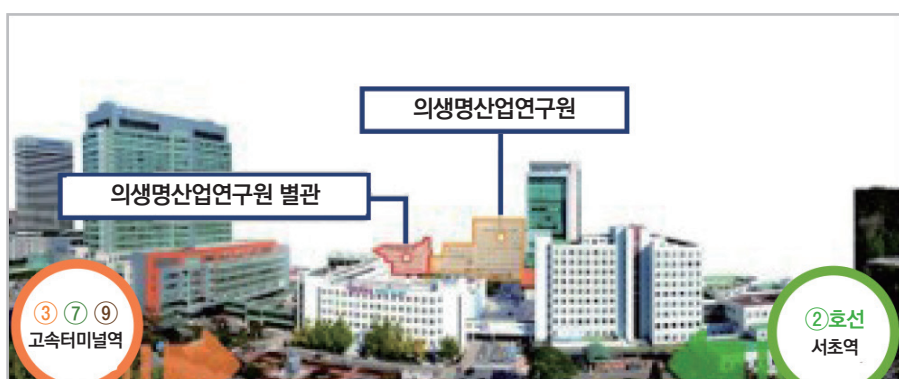 의생명산업연구원
의생명산업연구원 별관
③ ⑦ ⑨
고속터미널역
②호선
서초역